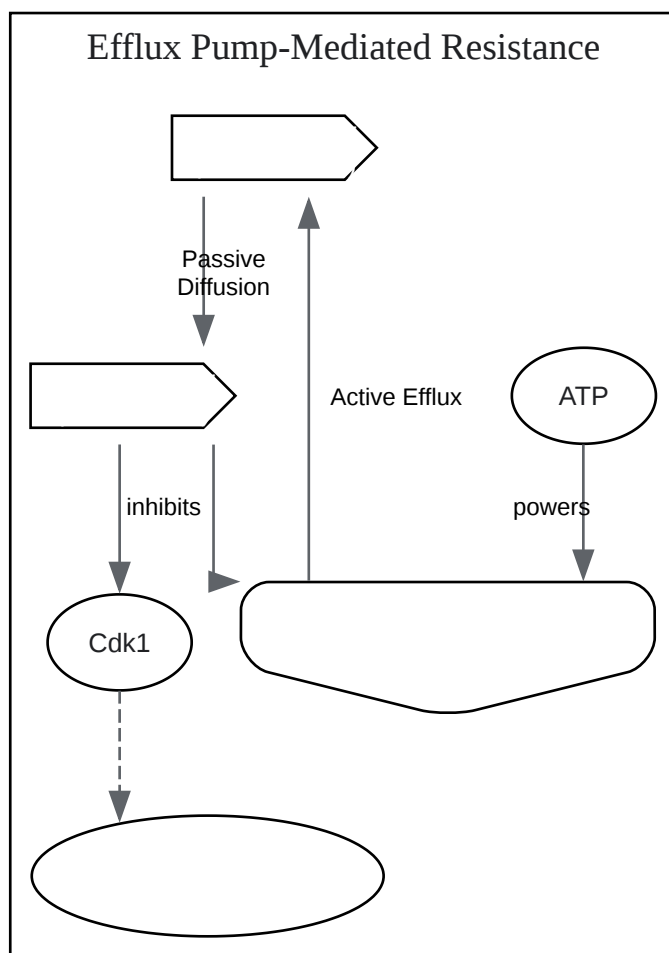 Efflux Pump-Mediated Resistance
Passive
Diffusion
Active Efflux
ATP
inhibits
powers
Cdk1